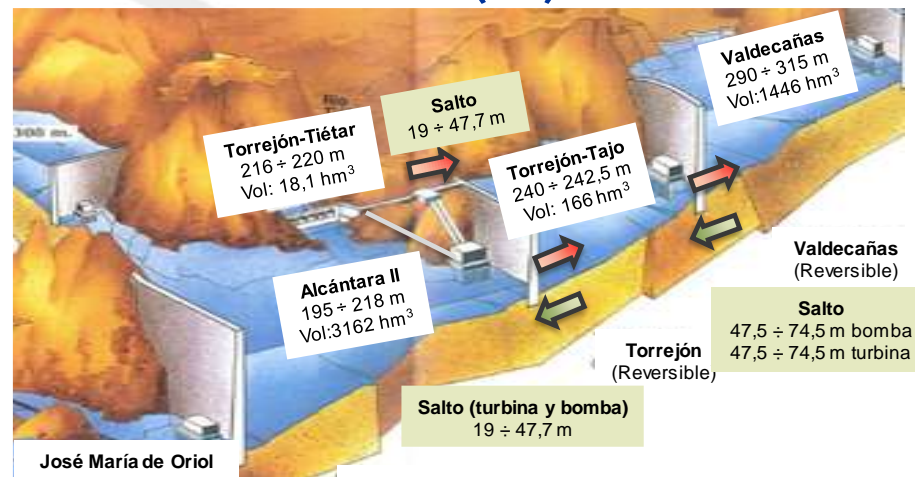 Valdecañas
290 ÷ 315 m
Vol:1446 hm³
Salto
19 ÷ 47,7 m
308 m.
Torrejón-Tiétar
216 ÷ 220 m
Vol: 18,1 hm³
Torrejón-Tajo
240 ÷ 242,5 m
Vol: 166 hm³
Alcántara II
195 ÷ 218 m
Vol:3162 hm³
Valdecañas
(Reversible)
Salto
47,5 ÷ 74,5 m bomba
47,5 ÷ 74,5 m turbina
Torrejón
(Reversible)
Salto (turbina y bomba)
19 ÷ 47,7 m
José María de Oriol